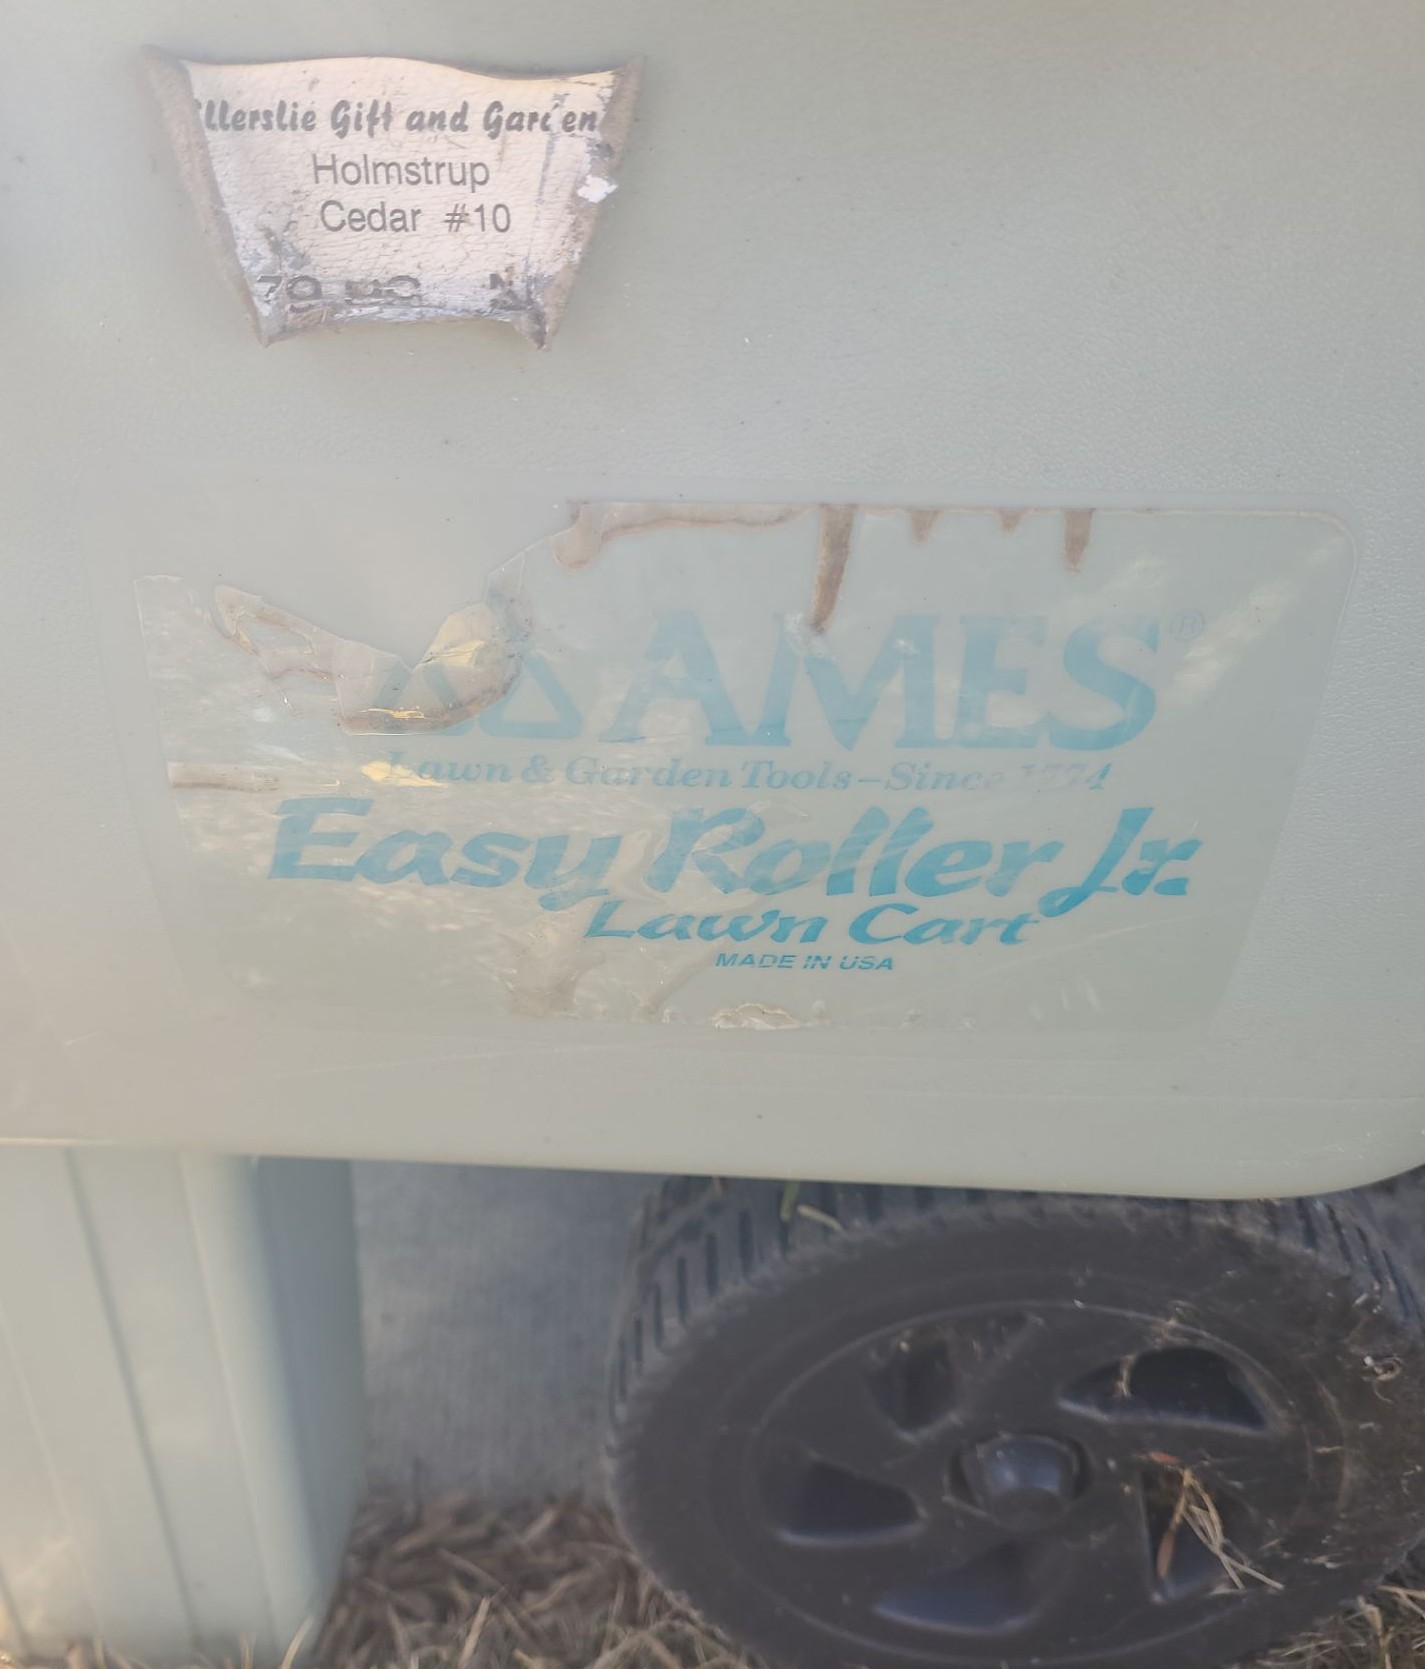 llerslie Gift and Garden
Holmstrup
Cedar #10
AMES®
Lawn & Garden Tools–Since 1774
Easy Roller Jr.
Lawn Cart
MADE IN USA